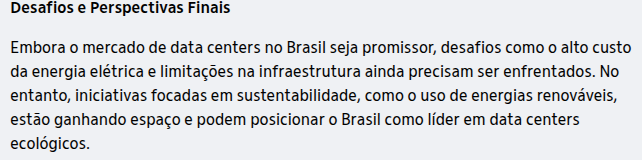 Desafios e Perspectivas Finais
Embora o mercado de data centers no Brasil seja promissor, desafios como o alto custo
da energia elétrica e limitações na infraestrutura ainda precisam ser enfrentados. No
entanto, iniciativas focadas em sustentabilidade, como o uso de energias renováveis,
estão ganhando espaço e podem posicionar o Brasil como líder em data centers
ecológicos.